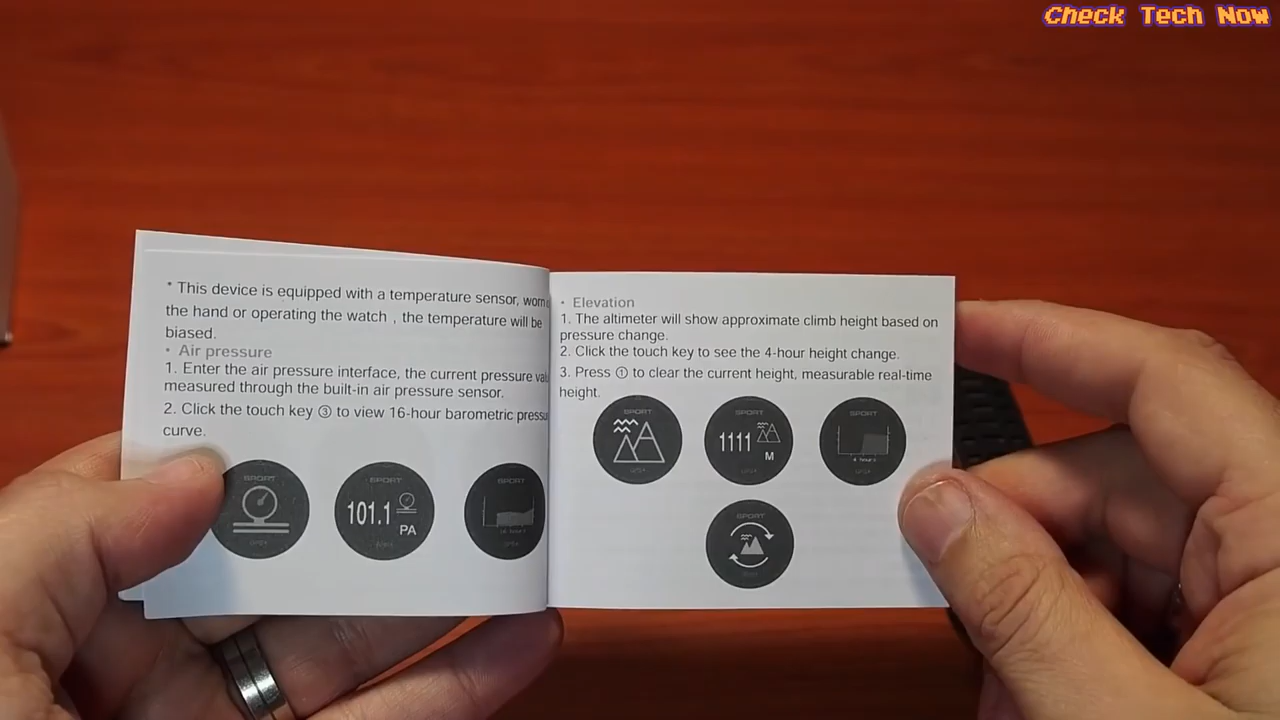 Check Tech Now
* This device is equipped with a temperature sensor, worn
the hand or operating the watch , the temperature will be
biased.
• Air pressure
1. Enter the air pressure interface, the current pressure
measured through the built-in air pressure sensor.
2. Click the touch key ③ to view 16-hour barometric
curve.
SPORT
SPORT
SPORT
101.1
PA
16 hours
• Elevation
1. The altimeter will show approximate climb height based on
pressure change.
2. Click the touch key to see the 4-hour height change.
3. Press ① to clear the current height, measurable real-time
height.
SPORT
SPORT
SPORT
1111
M
4 hours
SPORT